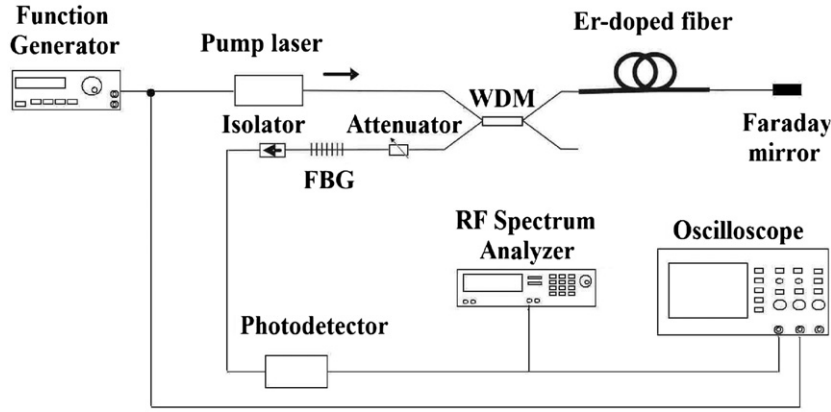 Function
Generator
Pump laser
Er-doped fiber
WDM
Isolator
Attenuator
Faraday
mirror
FBG
RF Spectrum
Analyzer
Oscilloscope
Photodetector